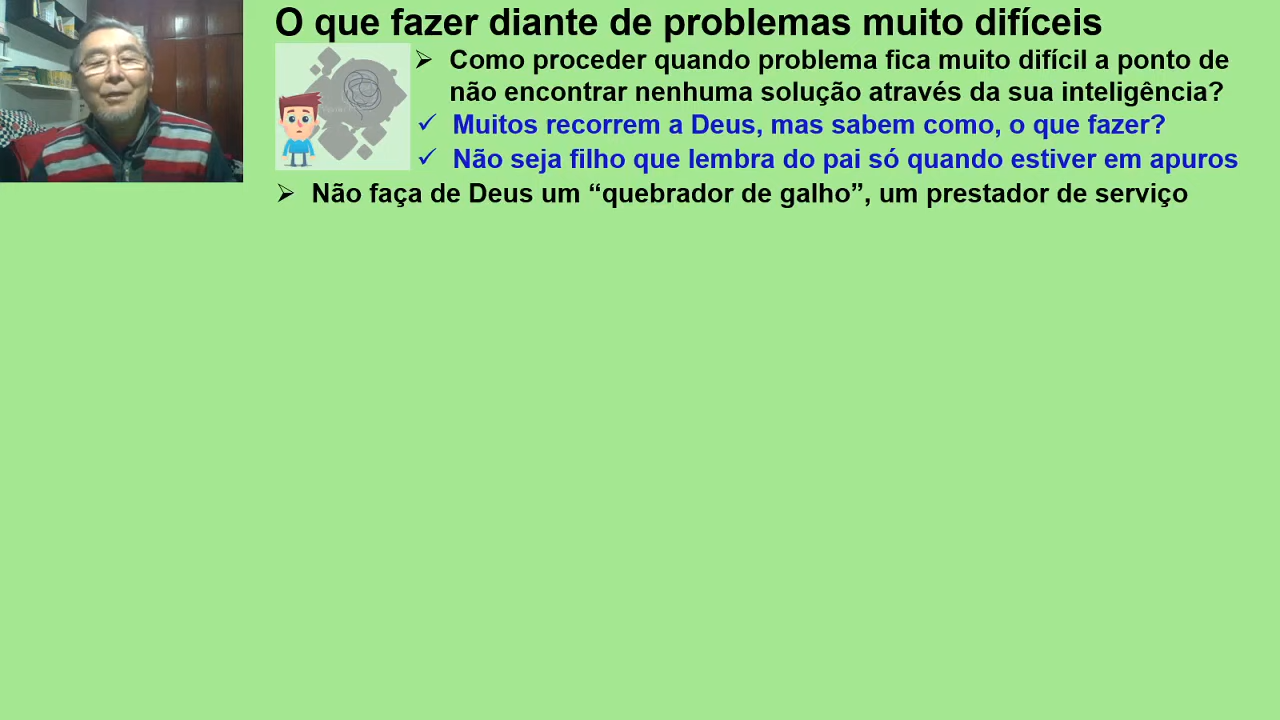 O que fazer diante de problemas muito difíceis
Como proceder quando problema fica muito difícil a ponto de
não encontrar nenhuma solução através da sua inteligência?
Muitos recorrem a Deus, mas sabem como, o que fazer?
Não seja filho que lembra do pai só quando estiver em apuros
Não faça de Deus um “quebrador de galho”, um prestador de serviço